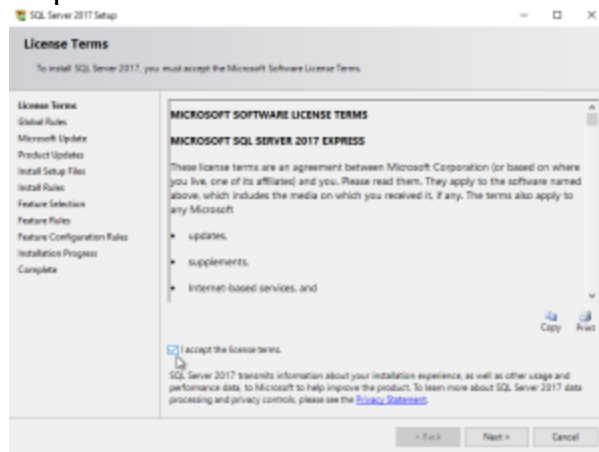 SQL Server 2017 Setup
License Terms
To install SQL Server 2017, you must accept the Microsoft Software License Terms.
License Terms
Global Rules
Microsoft Update
Product Updates
Install Setup Files
Install Rules
Feature Selection
Feature Rules
Feature Configuration Rules
Installation Progress
Complete
MICROSOFT SOFTWARE LICENSE TERMS
MICROSOFT SQL SERVER 2017 EXPRESS
These license terms are an agreement between Microsoft Corporation (or based on where
you live, one of its affiliates) and you. Please read them. They apply to the software named
above, which includes the media on which you received it, if any. The terms also apply to
any Microsoft
• updates,
• supplements,
• Internet-based services, and
Copy Print
I accept the license terms.
SQL Server 2017 transmits information about your installation experience, as well as other usage and
performance data, to Microsoft to help improve the product. To learn more about SQL Server 2017 data
processing and privacy controls, please see the Privacy Statement.
< Back Next > Cancel